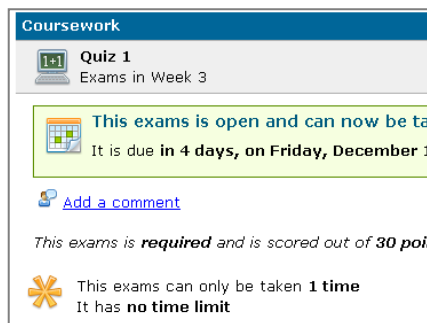 Coursework
1+1
Quiz 1
Exams in Week 3
This exams is open and can now be
It is due in 4 days, on Friday, December
Add a comment
This exams is required and is scored out of 30
This exams can only be taken 1 time
It has no time limit